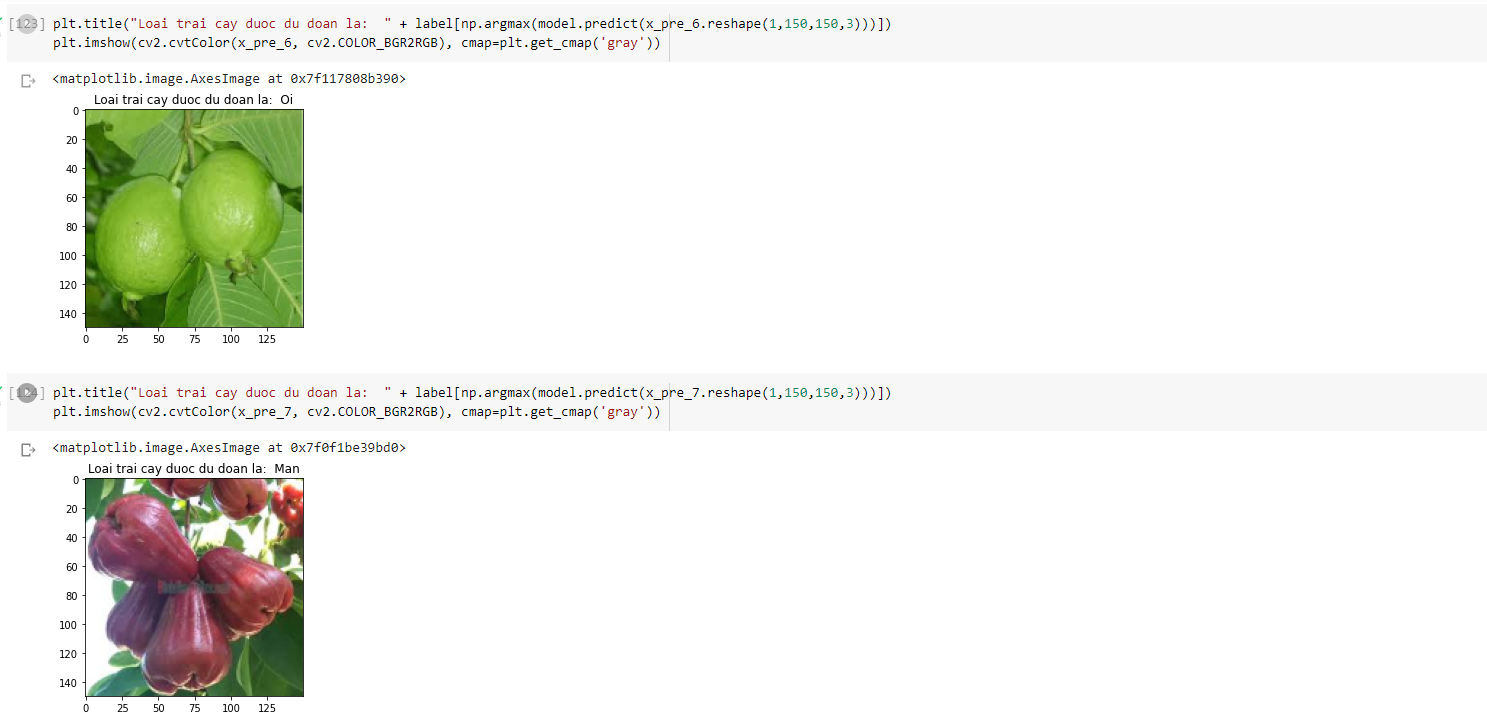 [123] plt.title("Loai trai cay duoc du doan la:  " + label[np.argmax(model.predict(x_pre_6.reshape(1,150,150,3)))])
plt.imshow(cv2.cvtColor(x_pre_6, cv2.COLOR_BGR2RGB), cmap=plt.get_cmap('gray'))
<matplotlib.image.AxesImage at 0x7f117808b390>
Loai trai cay duoc du doan la:  Oi
0
20
40
60
80
100
120
140
0 25 50 75 100 125
plt.title("Loai trai cay duoc du doan la:  " + label[np.argmax(model.predict(x_pre_7.reshape(1,150,150,3)))])
plt.imshow(cv2.cvtColor(x_pre_7, cv2.COLOR_BGR2RGB), cmap=plt.get_cmap('gray'))
<matplotlib.image.AxesImage at 0x7f0f1be39bd0>
Loai trai cay duoc du doan la:  Man
0
20
40
60
80
100
120
140
0 25 50 75 100 125